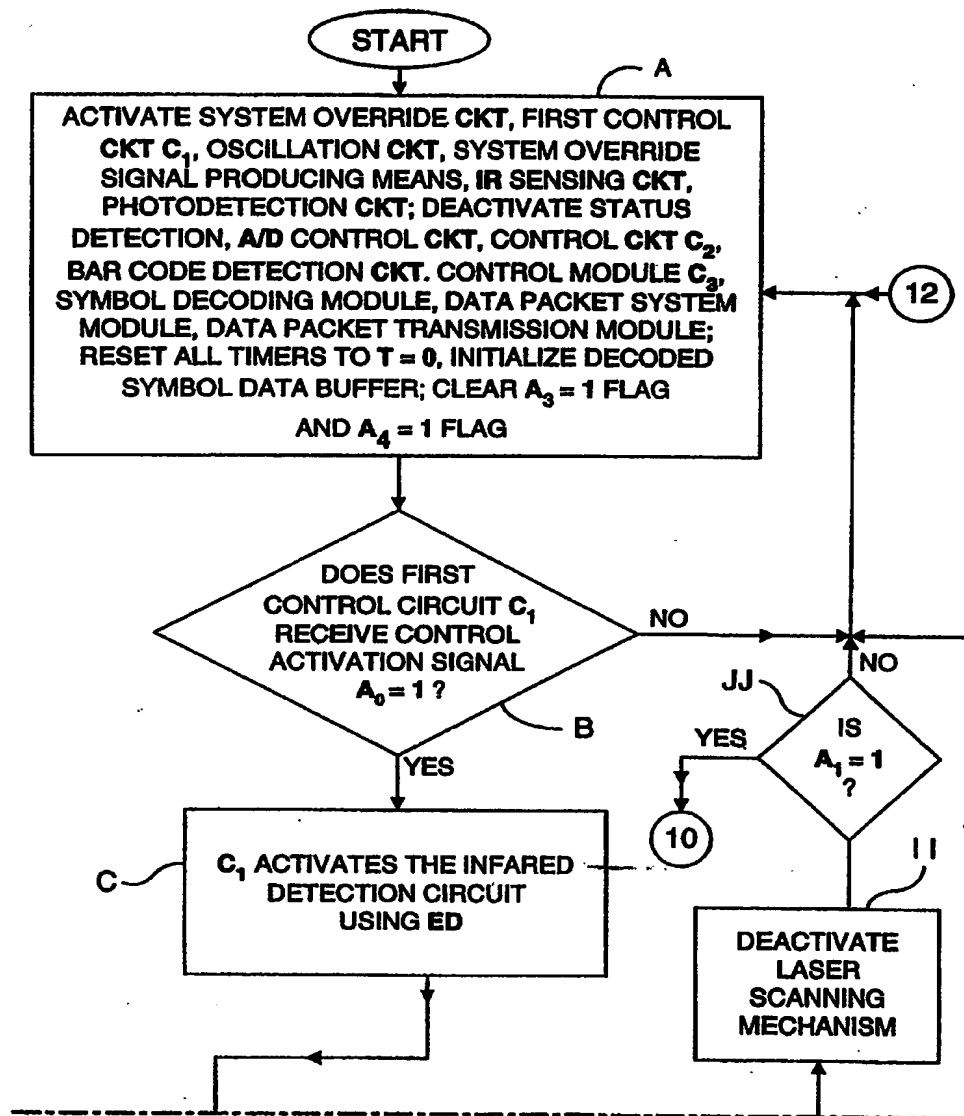 START
A
ACTIVATE SYSTEM OVERRIDE CKT, FIRST CONTROL
CKT C₁, OSCILLATION CKT, SYSTEM OVERRIDE
SIGNAL PRODUCING MEANS, IR SENSING CKT,
PHOTODETECTION CKT; DEACTIVATE STATUS
DETECTION, A/D CONTROL CKT, CONTROL CKT C₂,
BAR CODE DETECTION CKT. CONTROL MODULE C₃,
SYMBOL DECODING MODULE, DATA PACKET SYSTEM
MODULE, DATA PACKET TRANSMISSION MODULE;
RESET ALL TIMERS TO T = 0, INITIALIZE DECODED
SYMBOL DATA BUFFER; CLEAR A₃ = 1 FLAG
AND A₄ = 1 FLAG
12
DOES FIRST
CONTROL CIRCUIT C₁
RECEIVE CONTROL
ACTIVATION SIGNAL
A₀ = 1 ?
NO
B
YES
NO
JJ
IS
A₁ = 1
?
YES
10
C
C₁ ACTIVATES THE INFARED
DETECTION CIRCUIT
USING ED
II
DEACTIVATE
LASER
SCANNING
MECHANISM